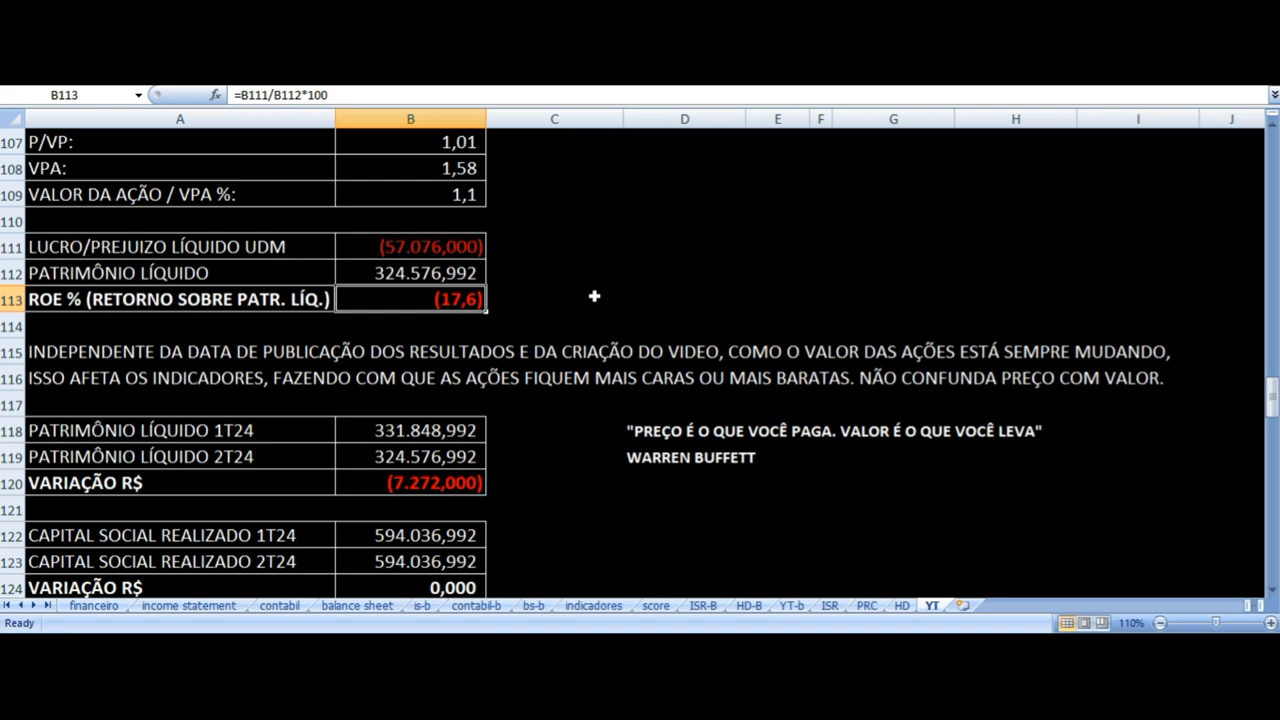 B113 fx =B111/B112*100
A B C D E F G H I J
107 P/VP: 1,01
108 VPA: 1,58
109 VALOR DA AÇÃO / VPA %: 1,1
110
111 LUCRO/PREJUIZO LÍQUIDO UDM (57.076,000)
112 PATRIMÔNIO LÍQUIDO 324.576,992
113 ROE % (RETORNO SOBRE PATR. LÍQ.) (17,6)
114
115 INDEPENDENTE DA DATA DE PUBLICAÇÃO DOS RESULTADOS E DA CRIAÇÃO DO VIDEO, COMO O VALOR DAS AÇÕES ESTÁ SEMPRE MUDANDO,
116 ISSO AFETA OS INDICADORES, FAZENDO COM QUE AS AÇÕES FIQUEM MAIS CARAS OU MAIS BARATAS. NÃO CONFUNDA PREÇO COM VALOR.
117
118 PATRIMÔNIO LÍQUIDO 1T24 331.848,992 "PREÇO É O QUE VOCÊ PAGA. VALOR É O QUE VOCÊ LEVA"
119 PATRIMÔNIO LÍQUIDO 2T24 324.576,992 WARREN BUFFETT
120 VARIAÇÃO R$ (7.272,000)
121
122 CAPITAL SOCIAL REALIZADO 1T24 594.036,992
123 CAPITAL SOCIAL REALIZADO 2T24 594.036,992
124 VARIAÇÃO R$ 0,000
financeiro income statement contabil balance sheet is-b contabil-b bs-b indicadores score ISR-B HD-B YT-b ISR PRC HD YT
Ready 110%